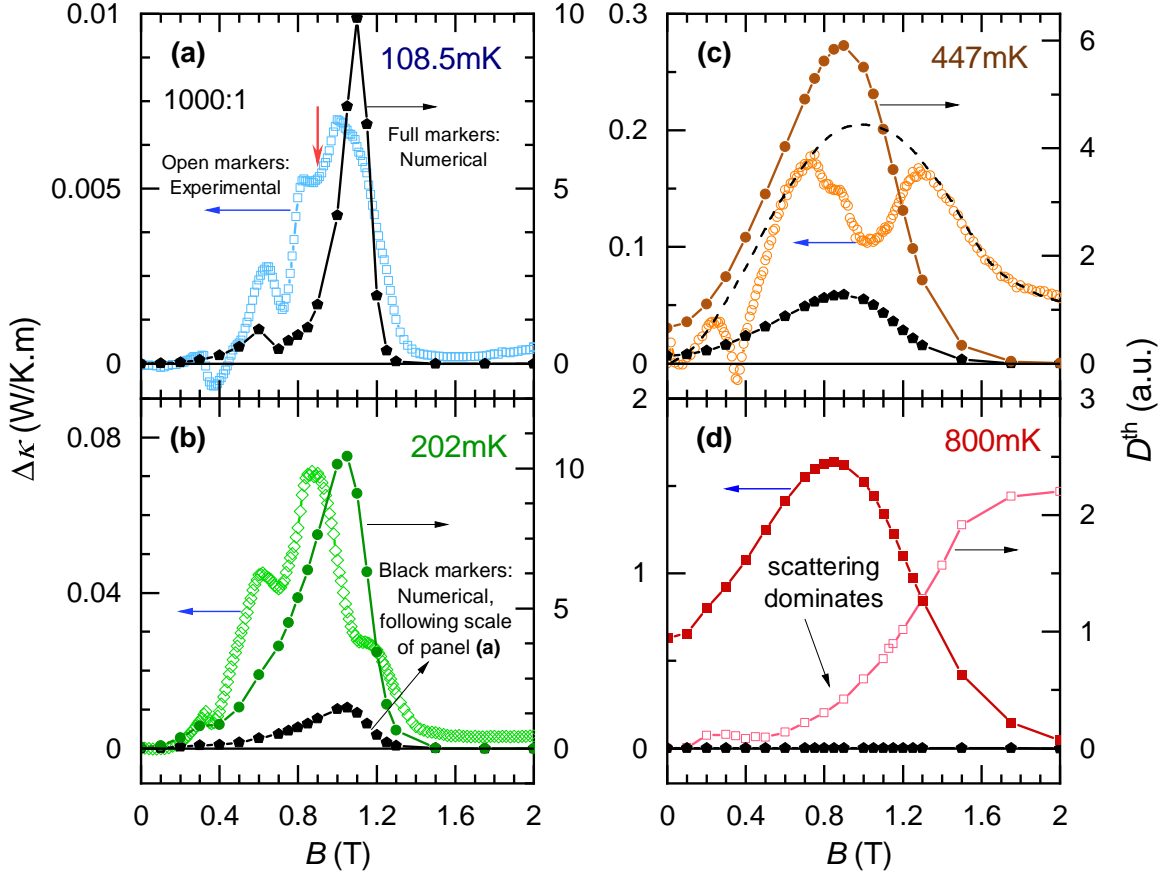 (a)
108.5mK
1000:1
Open markers:
Experimental
Full markers:
Numerical
0.01
0.005
0
10
5
0
(c)
447mK
0.3
0.2
0.1
0
6
4
2
0
(b)
202mK
Black markers:
Numerical,
following scale
of panel (a)
0.08
0.04
0
10
5
0
0 0.4 0.8 1.2 1.6 2
B (T)
(d)
800mK
scattering
dominates
2
1
0
3
2
1
0
0 0.4 0.8 1.2 1.6 2
B (T)
Δκ (W/K.m)
Dᵗʰ (a.u.)